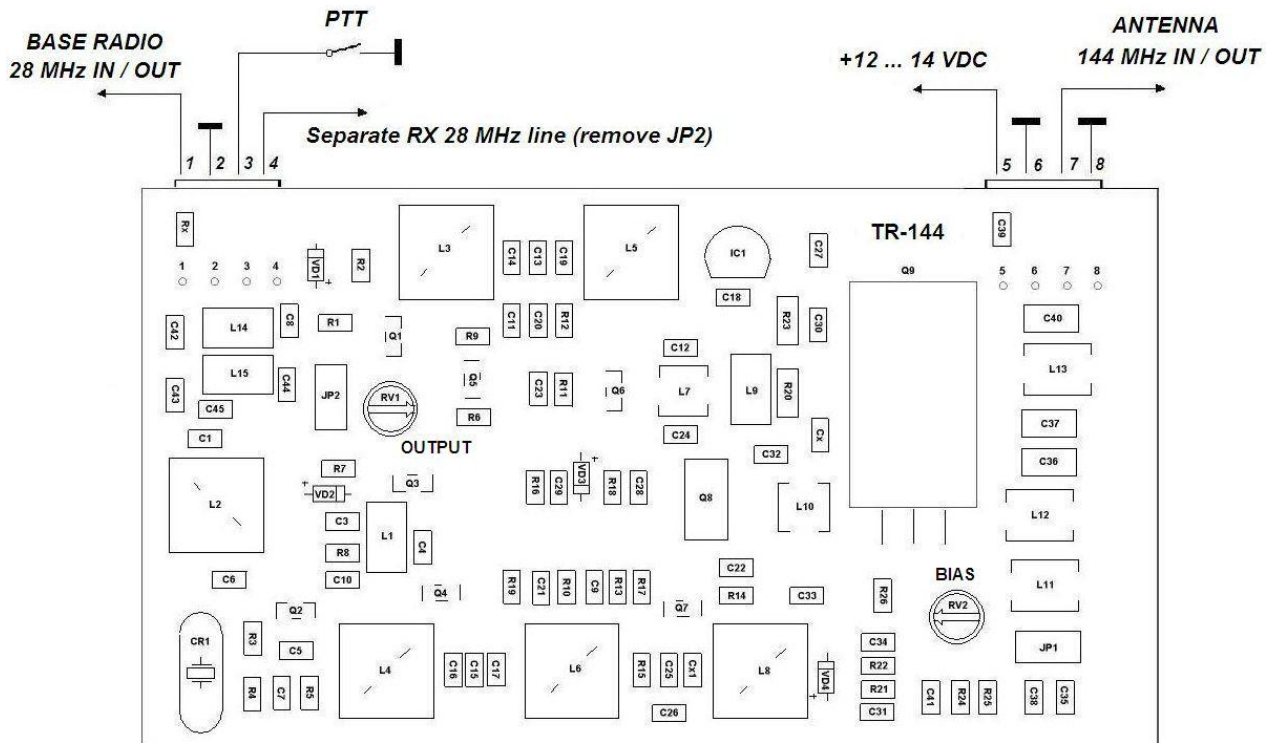 PTT
BASE RADIO
28 MHz IN / OUT
ANTENNA
144 MHz IN / OUT
+12 ... 14 VDC
Separate RX 28 MHz line (remove JP2)
1 2 3 4
5 6 7 8
TR-144
Rx
1 2 3 4
VD1
+
R2
L3
C14
C13
C19
L5
IC1
C27
C39
Q9
5 6 7 8
C18
C42
L14
C8
R1
Q1
R9
C11
C20
R12
C12
R23
C30
C40
L15
C43
C44
JP2
RV1
Q5
C23
R11
Q6
L7
L9
R20
L13
C45
R6
C1
OUTPUT
C24
Cx
C37
C32
C36
R7
+
VD2
Q3
R16
C29
+
VD3
R18
C28
Q8
L10
L2
C3
L1
L12
R8
C4
C6
C10
Q4
R19
C21
R10
C9
R13
R17
C22
R14
C33
BIAS
R26
RV2
L11
Q2
Q7
CR1
R3
C5
L4
L6
L8
C34
JP1
C16
C15
C17
R15
C25
Cx1
VD4
+
R22
R4
C7
R5
R21
C41
R24
R25
C38
C35
C26
C31